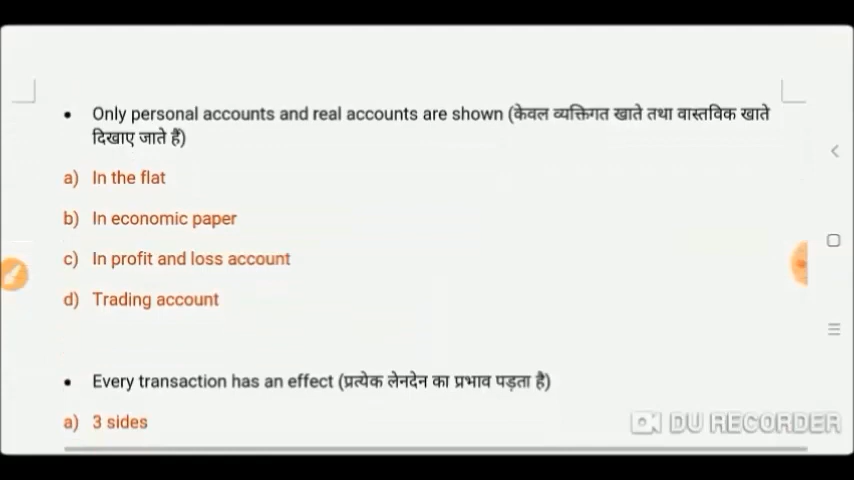 • Only personal accounts and real accounts are shown (केवल व्यक्तिगत खाते तथा वास्तविक खाते
दिखाए जाते हैं)
a) In the flat
b) In economic paper
c) In profit and loss account
d) Trading account
• Every transaction has an effect (प्रत्येक लेनदेन का प्रभाव पड़ता है)
a) 3 sides
DU RECORDER